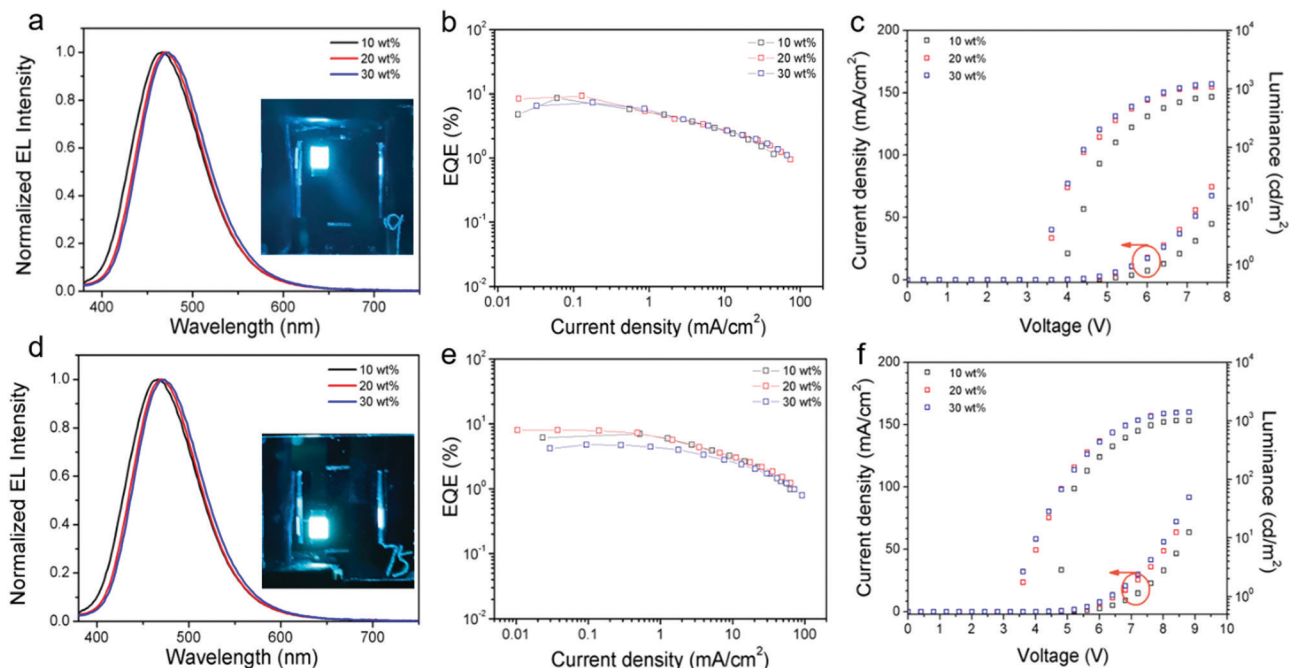 a
10 wt%
20 wt%
30 wt%
Normalized EL Intensity
1.0
0.8
0.6
0.4
0.2
0.0
400 500 600 700
Wavelength (nm)
9
b
10 wt%
20 wt%
30 wt%
EQE (%)
10²
10¹
10⁰
10⁻¹
10⁻²
0.01 0.1 1 10 100
Current density (mA/cm²)
c
10 wt%
20 wt%
30 wt%
Current density (mA/cm²)
200
150
100
50
0
0 1 2 3 4 5 6 7
Voltage (V)
Luminance (cd/m²)
10⁴
10³
10²
10¹
10⁰
d
10 wt%
20 wt%
30 wt%
Normalized EL Intensity
1.0
0.8
0.6
0.4
0.2
0.0
400 500 600 700
Wavelength (nm)
75
e
10 wt%
20 wt%
30 wt%
EQE (%)
10²
10¹
10⁰
10⁻¹
10⁻²
0.01 0.1 1 10 100
Current density (mA/cm²)
f
10 wt%
20 wt%
30 wt%
Current density (mA/cm²)
200
150
100
50
0
0 1 2 3 4 5 6 7 8 9 10
Voltage (V)
Luminance (cd/m²)
10⁴
10³
10²
10¹
10⁰